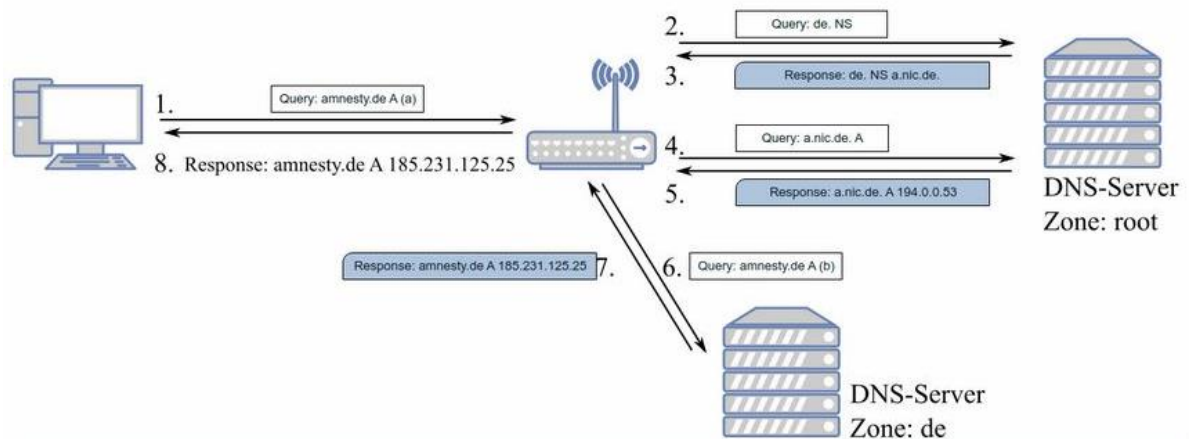 2.
Query: de. NS
3.
Response: de. NS a.nic.de.
1.
Query: amnesty.de A (a)
8. Response: amnesty.de A 185.231.125.25
4.
Query: a.nic.de. A
5.
Response: a.nic.de. A 194.0.0.53
DNS-Server
Zone: root
Response: amnesty.de A 185.231.125.25
7.
6.
Query: amnesty.de A (b)
DNS-Server
Zone: de